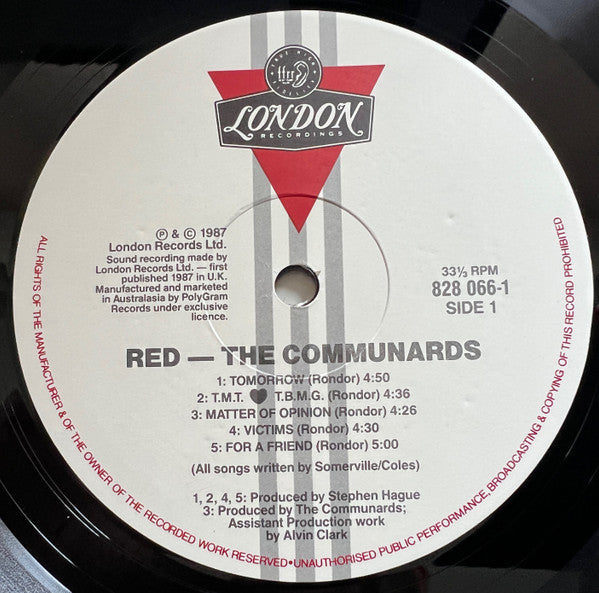 ffss
LONDON
RECORDINGS
Ⓟ & © 1987
London Records Ltd.
Sound recording made by
London Records Ltd. — first
published 1987 in U.K.
Manufactured and marketed
in Australasia by PolyGram
Records under exclusive
licence.
33⅓ RPM
828 066-1
SIDE 1
RED — THE COMMUNARDS
1: TOMORROW (Rondor) 4:50
2: T.M.T. ♥ T.B.M.G. (Rondor) 4:36
3: MATTER OF OPINION (Rondor) 4:26
4: VICTIMS (Rondor) 4:30
5: FOR A FRIEND (Rondor) 5:00
(All songs written by Somerville/Coles)
1, 2, 4, 5: Produced by Stephen Hague
3: Produced by The Communards;
Assistant Production work
by Alvin Clark
ALL RIGHTS OF THE MANUFACTURER & OF THE OWNER OF THE RECORDED WORK RESERVED•UNAUTHORISED PUBLIC PERFORMANCE, BROADCASTING & COPYING OF THIS RECORD PROHIBITED